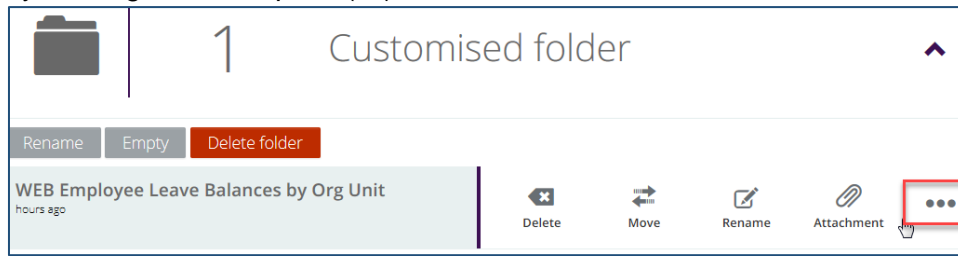 1 Customised folder
Rename Empty Delete folder
WEB Employee Leave Balances by Org Unit
hours ago
Delete Move Rename Attachment